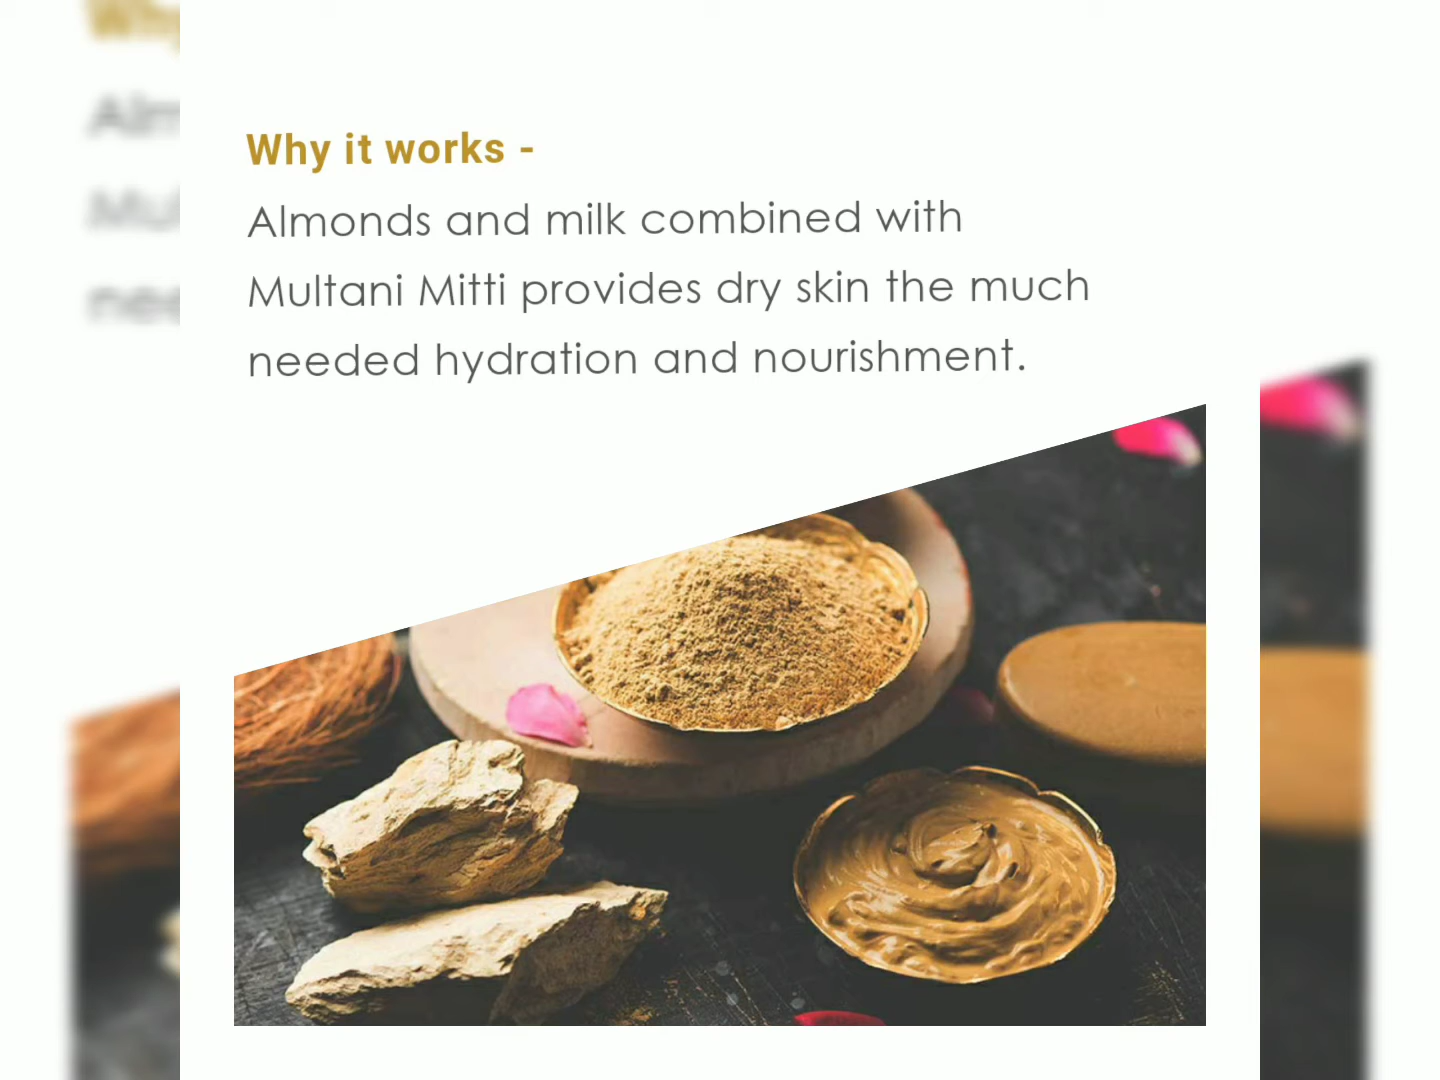 Why it works -
Almonds and milk combined with
Multani Mitti provides dry skin the much
needed hydration and nourishment.